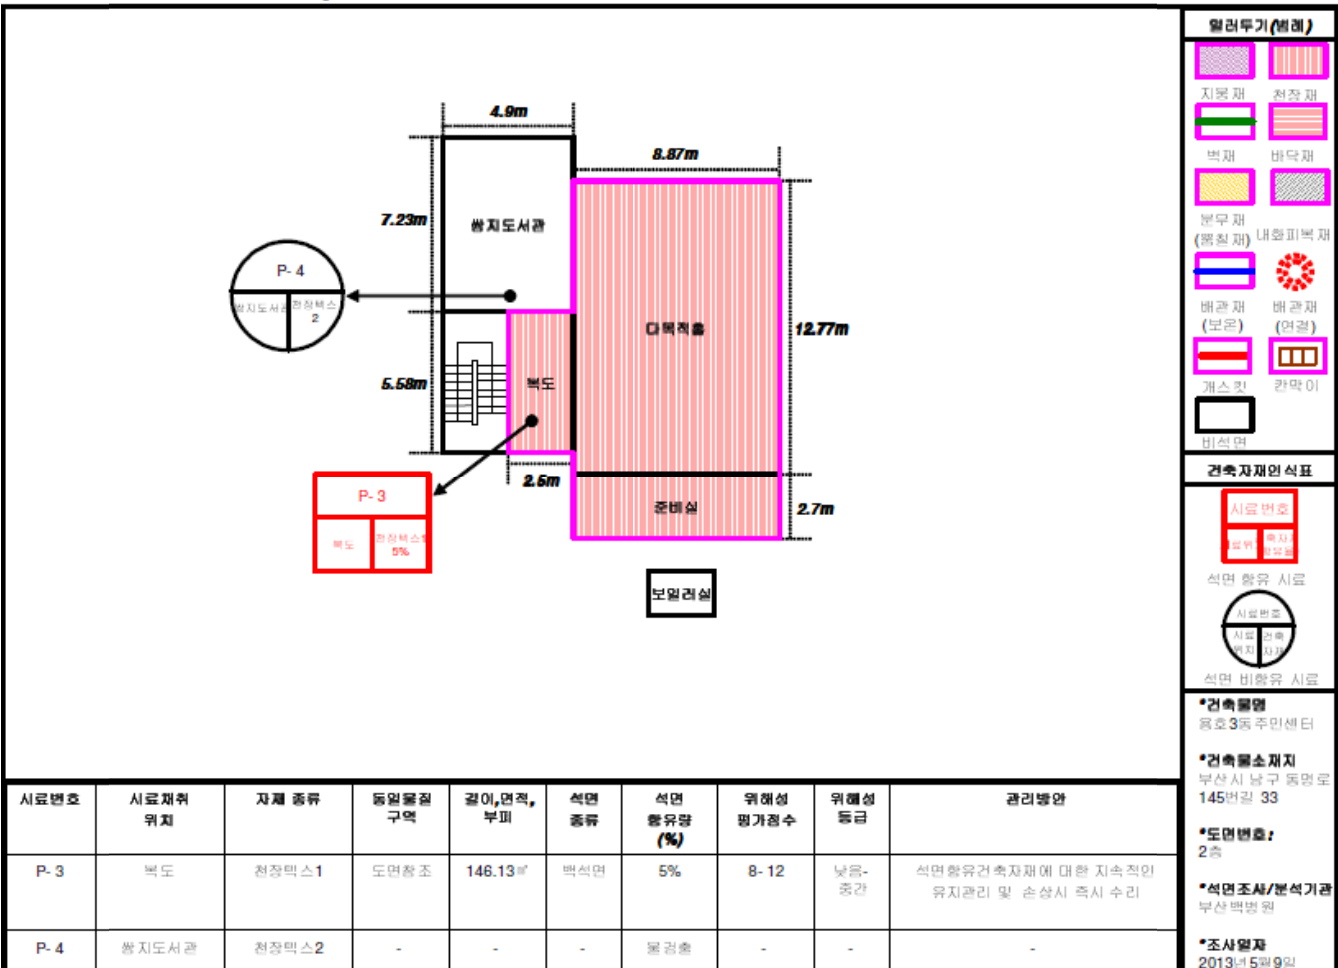 4.9m
8.87m
7.23m
쌍지도서관
P-4
쌍지도서관
천장텍스
2
다목적홀
12.77m
5.58m
복도
2.5m
P-3
복도
천장텍스
5%
준비실
2.7m
보일러실
일러두기(범례)
지붕재
천장재
벽재
바닥재
분무재
(뿜칠재)
내화피복재
배관재
(보온)
배관재
(연결)
개스킷
칸막이
비석면
건축자재인식표
시료번호
석면 함유 시료
시료번호
시료
위치
건축
자재
석면 비함유 시료
*건축물명
용호3동주민센터
*건축물소재지
부산시 남구 동명로
145번길 33
*도면번호:
2층
*석면조사/분석기관
부산백병원
*조사일자
2013년 5월 9일
시료번호
시료채취
위치
자재 종류
동일물질
구역
길이,면적,
부피
석면
종류
석면
함유량
(%)
위해성
평가점수
위해성
등급
관리방안
P-3
복도
천장텍스1
도면참조
146.13㎡
백석면
5%
8-12
낮음-
중간
석면함유건축자재에 대한 지속적인
유지관리 및 손상시 즉시 수리
P-4
쌍지도서관
천장텍스2
-
-
-
불검출
-
-
-